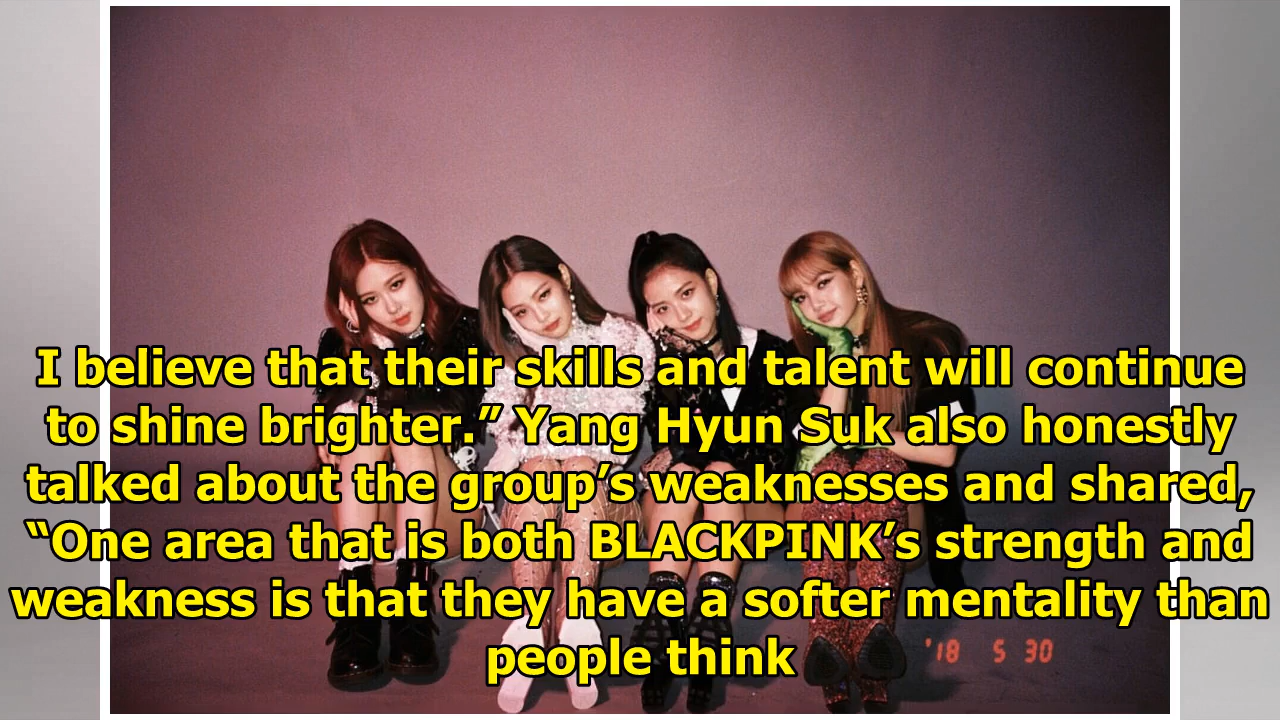 I believe that their skills and talent will continue
to shine brighter.” Yang Hyun Suk also honestly
talked about the group’s weaknesses and shared,
“One area that is both BLACKPINK’s strength and
weakness is that they have a softer mentality than
people think
'18 5 30